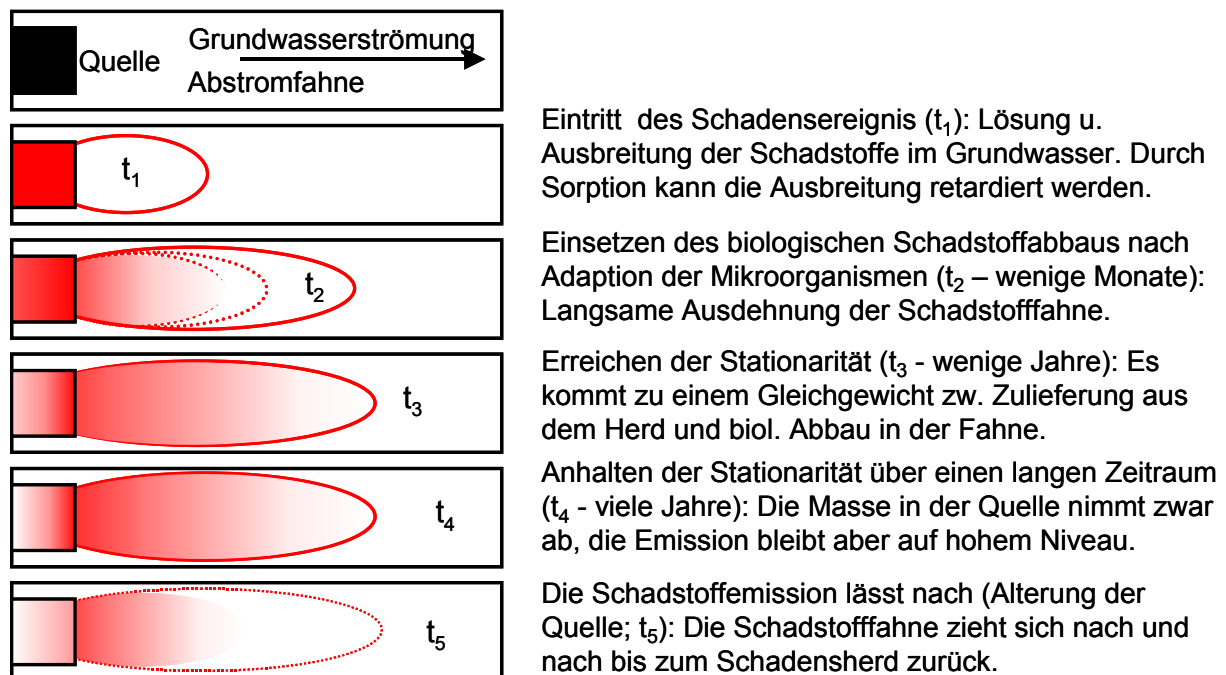 Quelle
Grundwasserströmung
Abstromfahne
t₁
Eintritt des Schadensereignis (t₁): Lösung u.
Ausbreitung der Schadstoffe im Grundwasser. Durch
Sorption kann die Ausbreitung retardiert werden.
t₂
Einsetzen des biologischen Schadstoffabbaus nach
Adaption der Mikroorganismen (t₂ – wenige Monate):
Langsame Ausdehnung der Schadstofffahne.
t₃
Erreichen der Stationarität (t₃ - wenige Jahre): Es
kommt zu einem Gleichgewicht zw. Zulieferung aus
dem Herd und biol. Abbau in der Fahne.
t₄
Anhalten der Stationarität über einen langen Zeitraum
(t₄ - viele Jahre): Die Masse in der Quelle nimmt zwar
ab, die Emission bleibt aber auf hohem Niveau.
t₅
Die Schadstoffemission lässt nach (Alterung der
Quelle; t₅): Die Schadstofffahne zieht sich nach und
nach bis zum Schadensherd zurück.